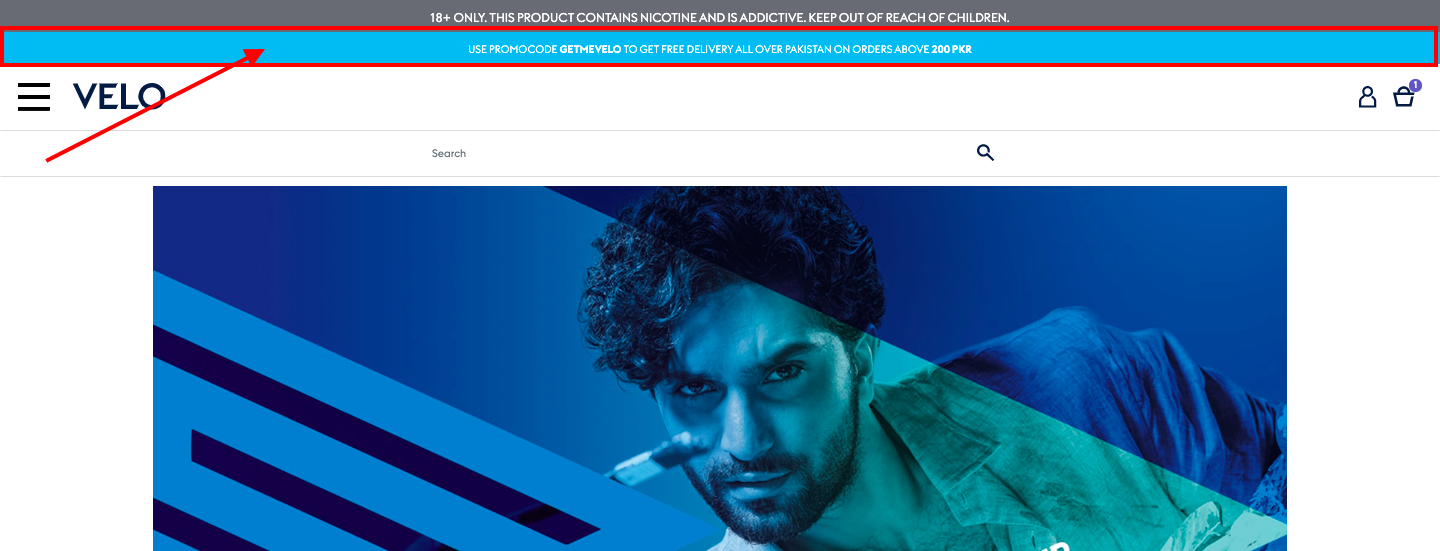 18+ ONLY. THIS PRODUCT CONTAINS NICOTINE AND IS ADDICTIVE. KEEP OUT OF REACH OF CHILDREN.
USE PROMOCODE GETMEVELO TO GET FREE DELIVERY ALL OVER PAKISTAN ON ORDERS ABOVE 200 PKR
VELO
1
Search